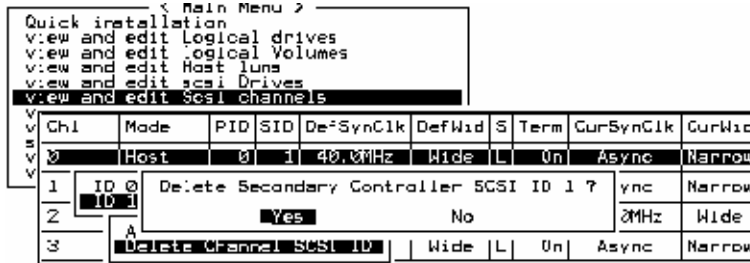 < Main Menu >
Quick installation
view and edit Logical drives
view and edit logical Volumes
view and edit Host luns
view and edit scsi Drives
view and edit Scsi channels
v
v Chl Mode PID SID DefSynClk DefWid S Term CurSynClk CurWid
s
v 0 Host 0 1 40.0MHz Wide L On Async Narrow
v
1 ID 0 Delete Secondary Controller SCSI ID 1 ? ync Narrow
ID 1
2 Yes No 0MHz Wide
A
3 Delete Channel SCSI ID Wide L On Async Narrow